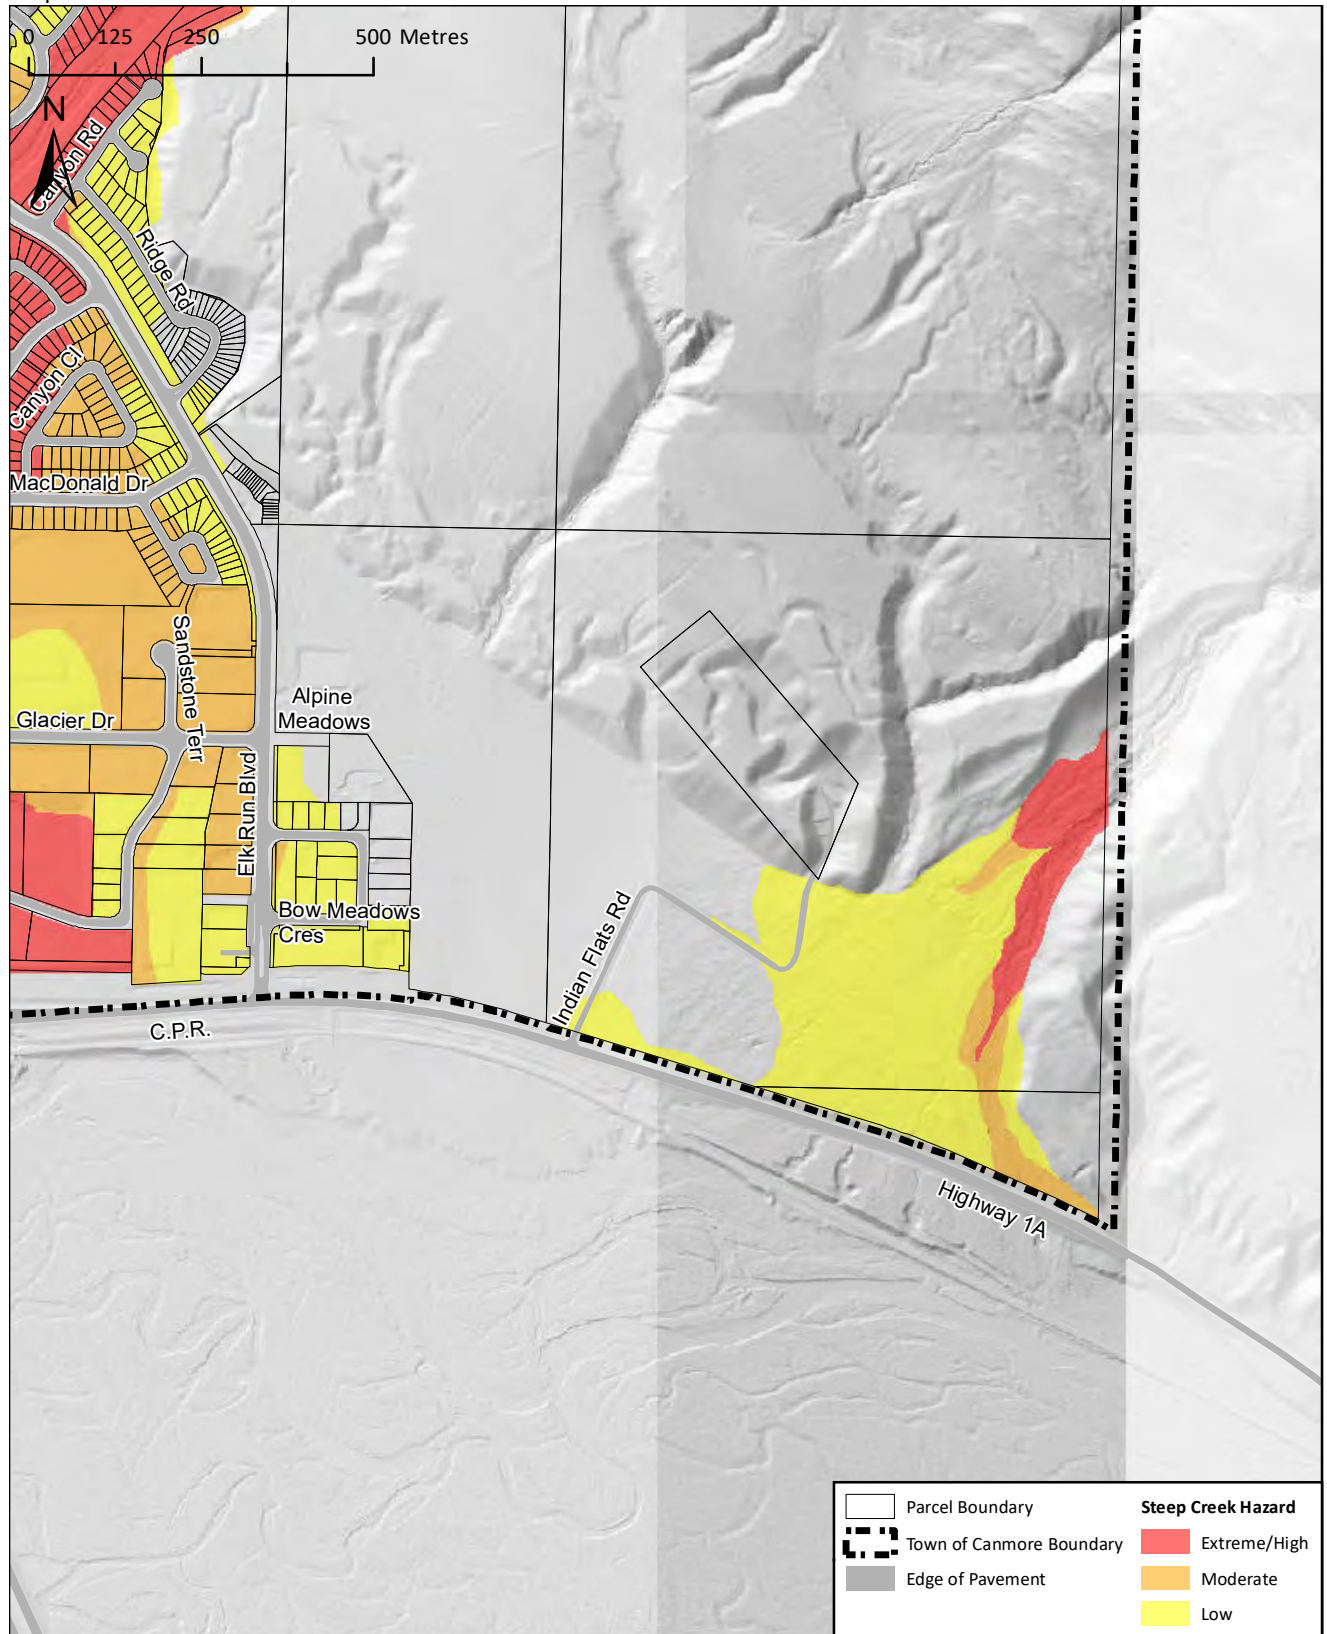 0 125 250 500 Metres
N
Canyon Rd
Ridge Rd
Canyon Cl
MacDonald Dr
Sandstone Terr
Alpine
Meadows
Glacier Dr
Elk Run Blvd
Bow Meadows
Cres
Indian Flats Rd
C.P.R.
Highway 1A
Parcel Boundary
Town of Canmore Boundary
Edge of Pavement
Steep Creek Hazard
Extreme/High
Moderate
Low